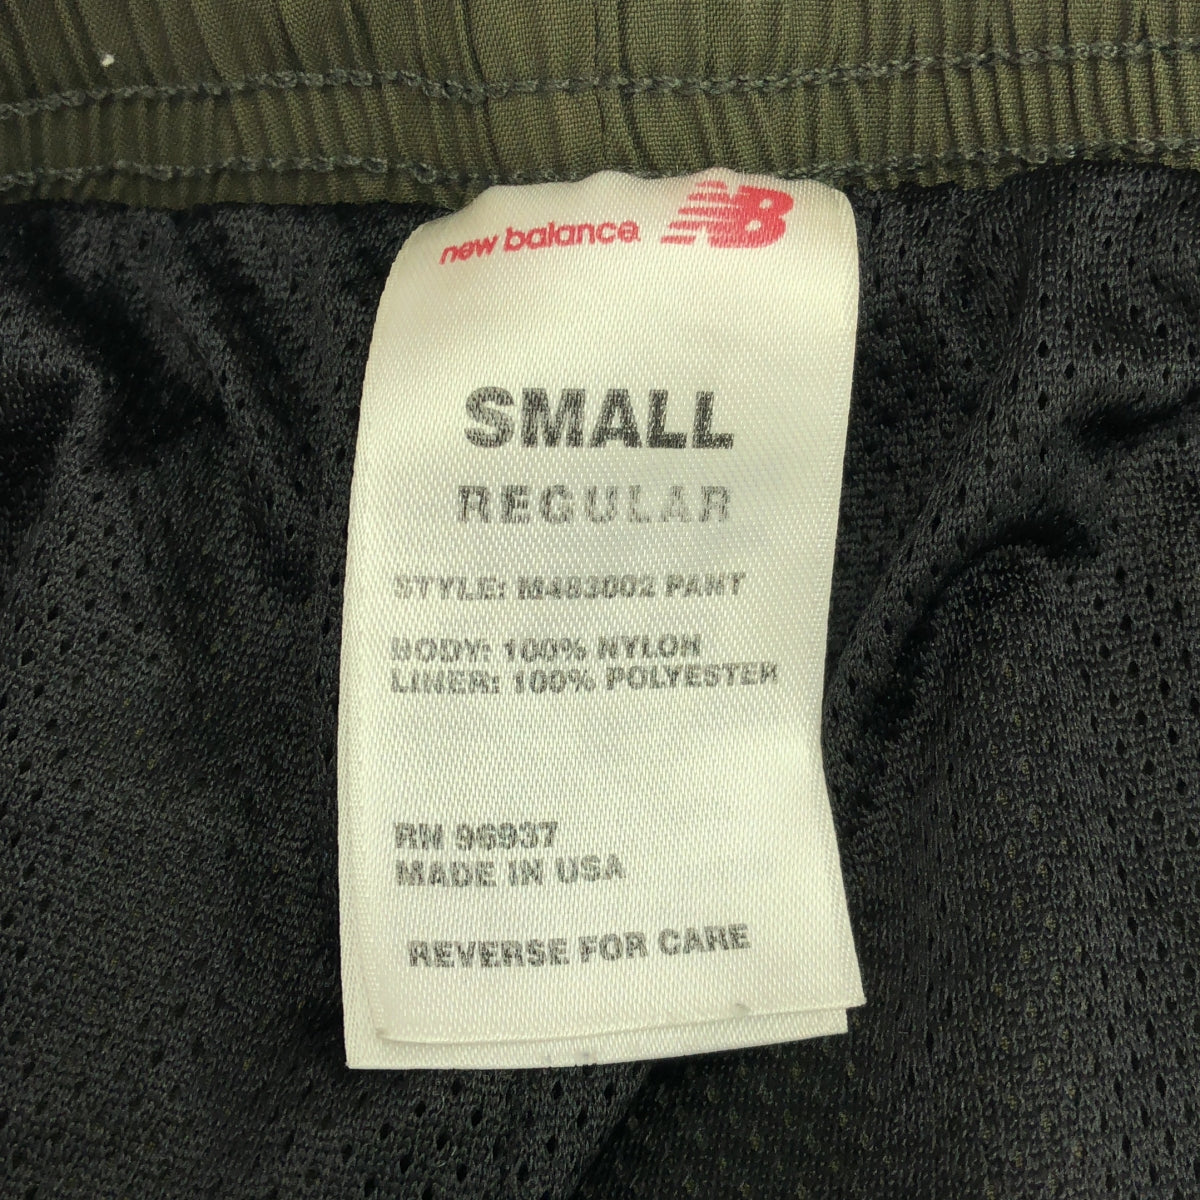 new balance NB
SMALL
REGULAR
STYLE: M483002 PANT
BODY: 100% NYLON
LINER: 100% POLYESTER
RN 96937
MADE IN USA
REVERSE FOR CARE